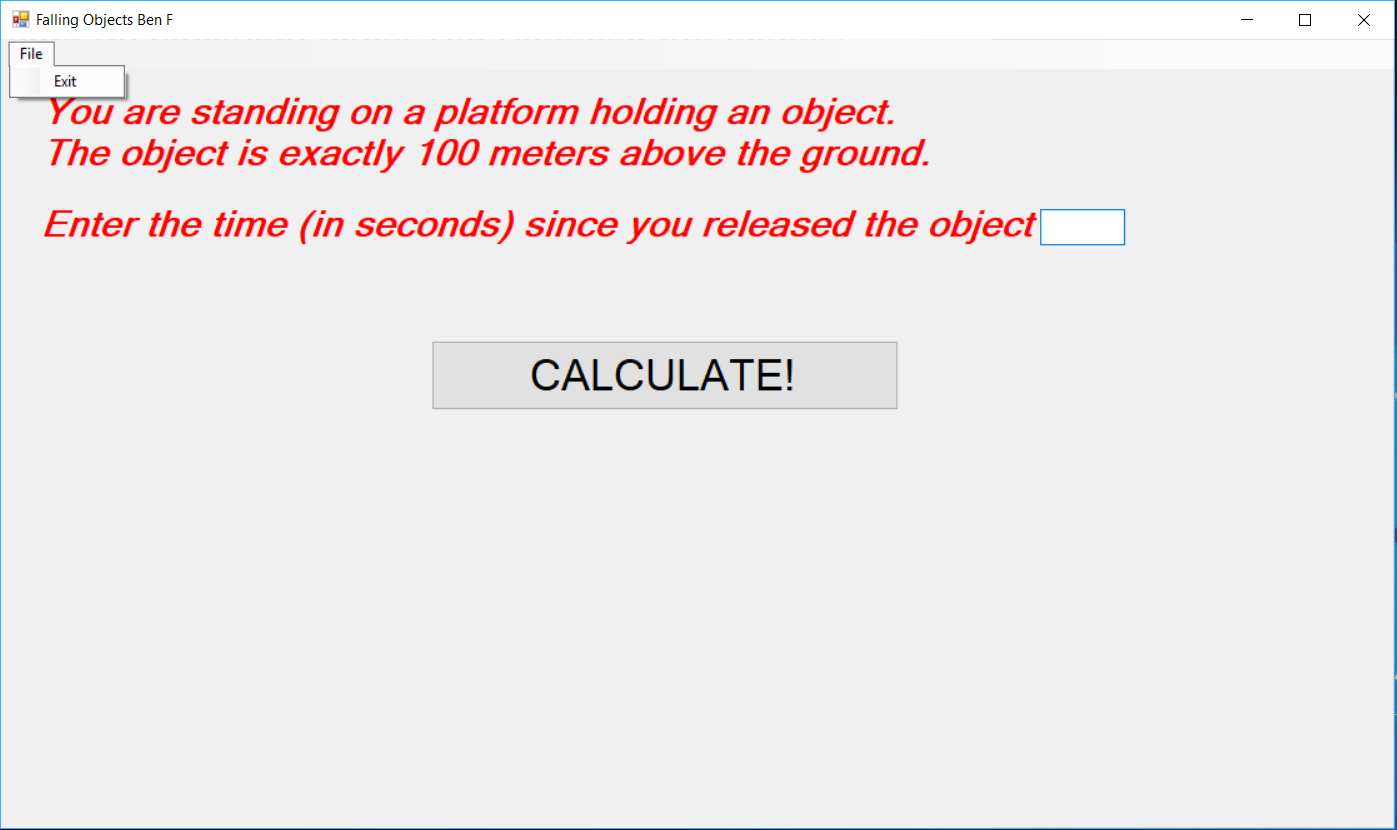 Falling Objects Ben F
File
Exit
You are standing on a platform holding an object.
The object is exactly 100 meters above the ground.
Enter the time (in seconds) since you released the object
CALCULATE!